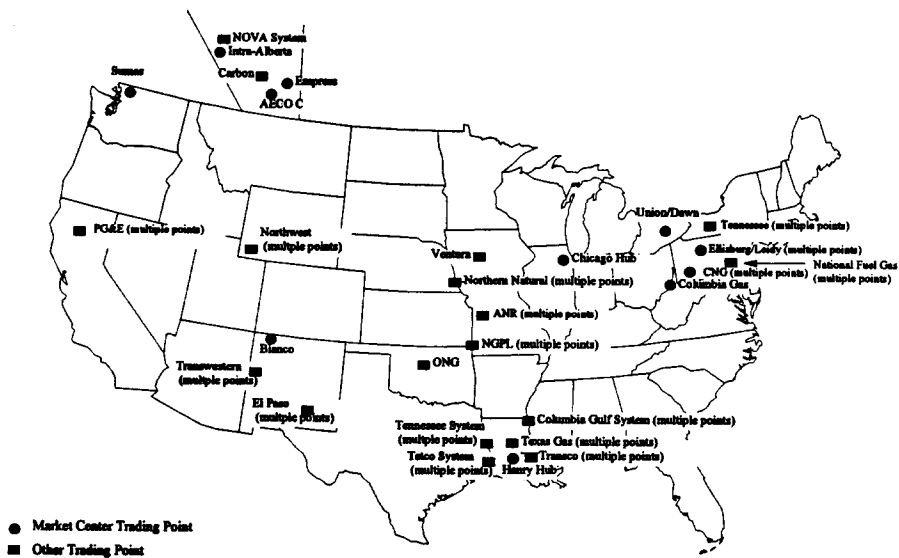 NOVA System
Intra-Alberta
Carbon
Empress
AECO C
Sumas
Union/Dawn
Tennessee (multiple points)
PG&E (multiple points)
Northwest
(multiple points)
Ventura
Chicago Hub
Ellisburg/Leidy (multiple points)
CNG (multiple points)
National Fuel Gas
(multiple points)
Northern Natural (multiple points)
Columbia Gas
ANR (multiple points)
Blanco
NGPL (multiple points)
Transwestern
(multple points)
ONG
El Paso
(multple points)
Tennessee System
(multiple points)
Columbia Gulf System (multiple points)
Texas Gas (multiple points)
Tetco System
(multiple points)
Transco (multiple points)
Henry Hub
Market Center Trading Point
Other Trading Point